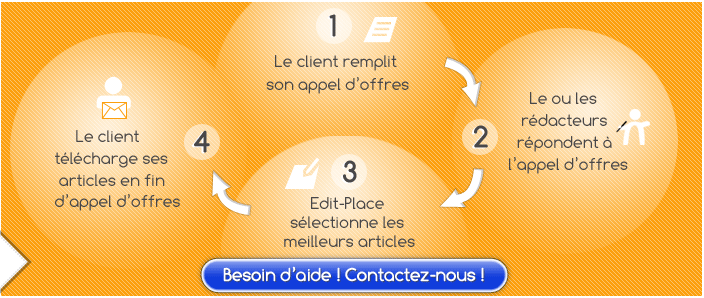 1
Le client remplit
son appel d'offres
2
Le ou les
rédacteurs
répondent à
l'appel d'offres
3
Edit-Place
sélectionne les
meilleurs articles
4
Le client
télécharge ses
articles en fin
d'appel d'offres
Besoin d'aide ! Contactez-nous !